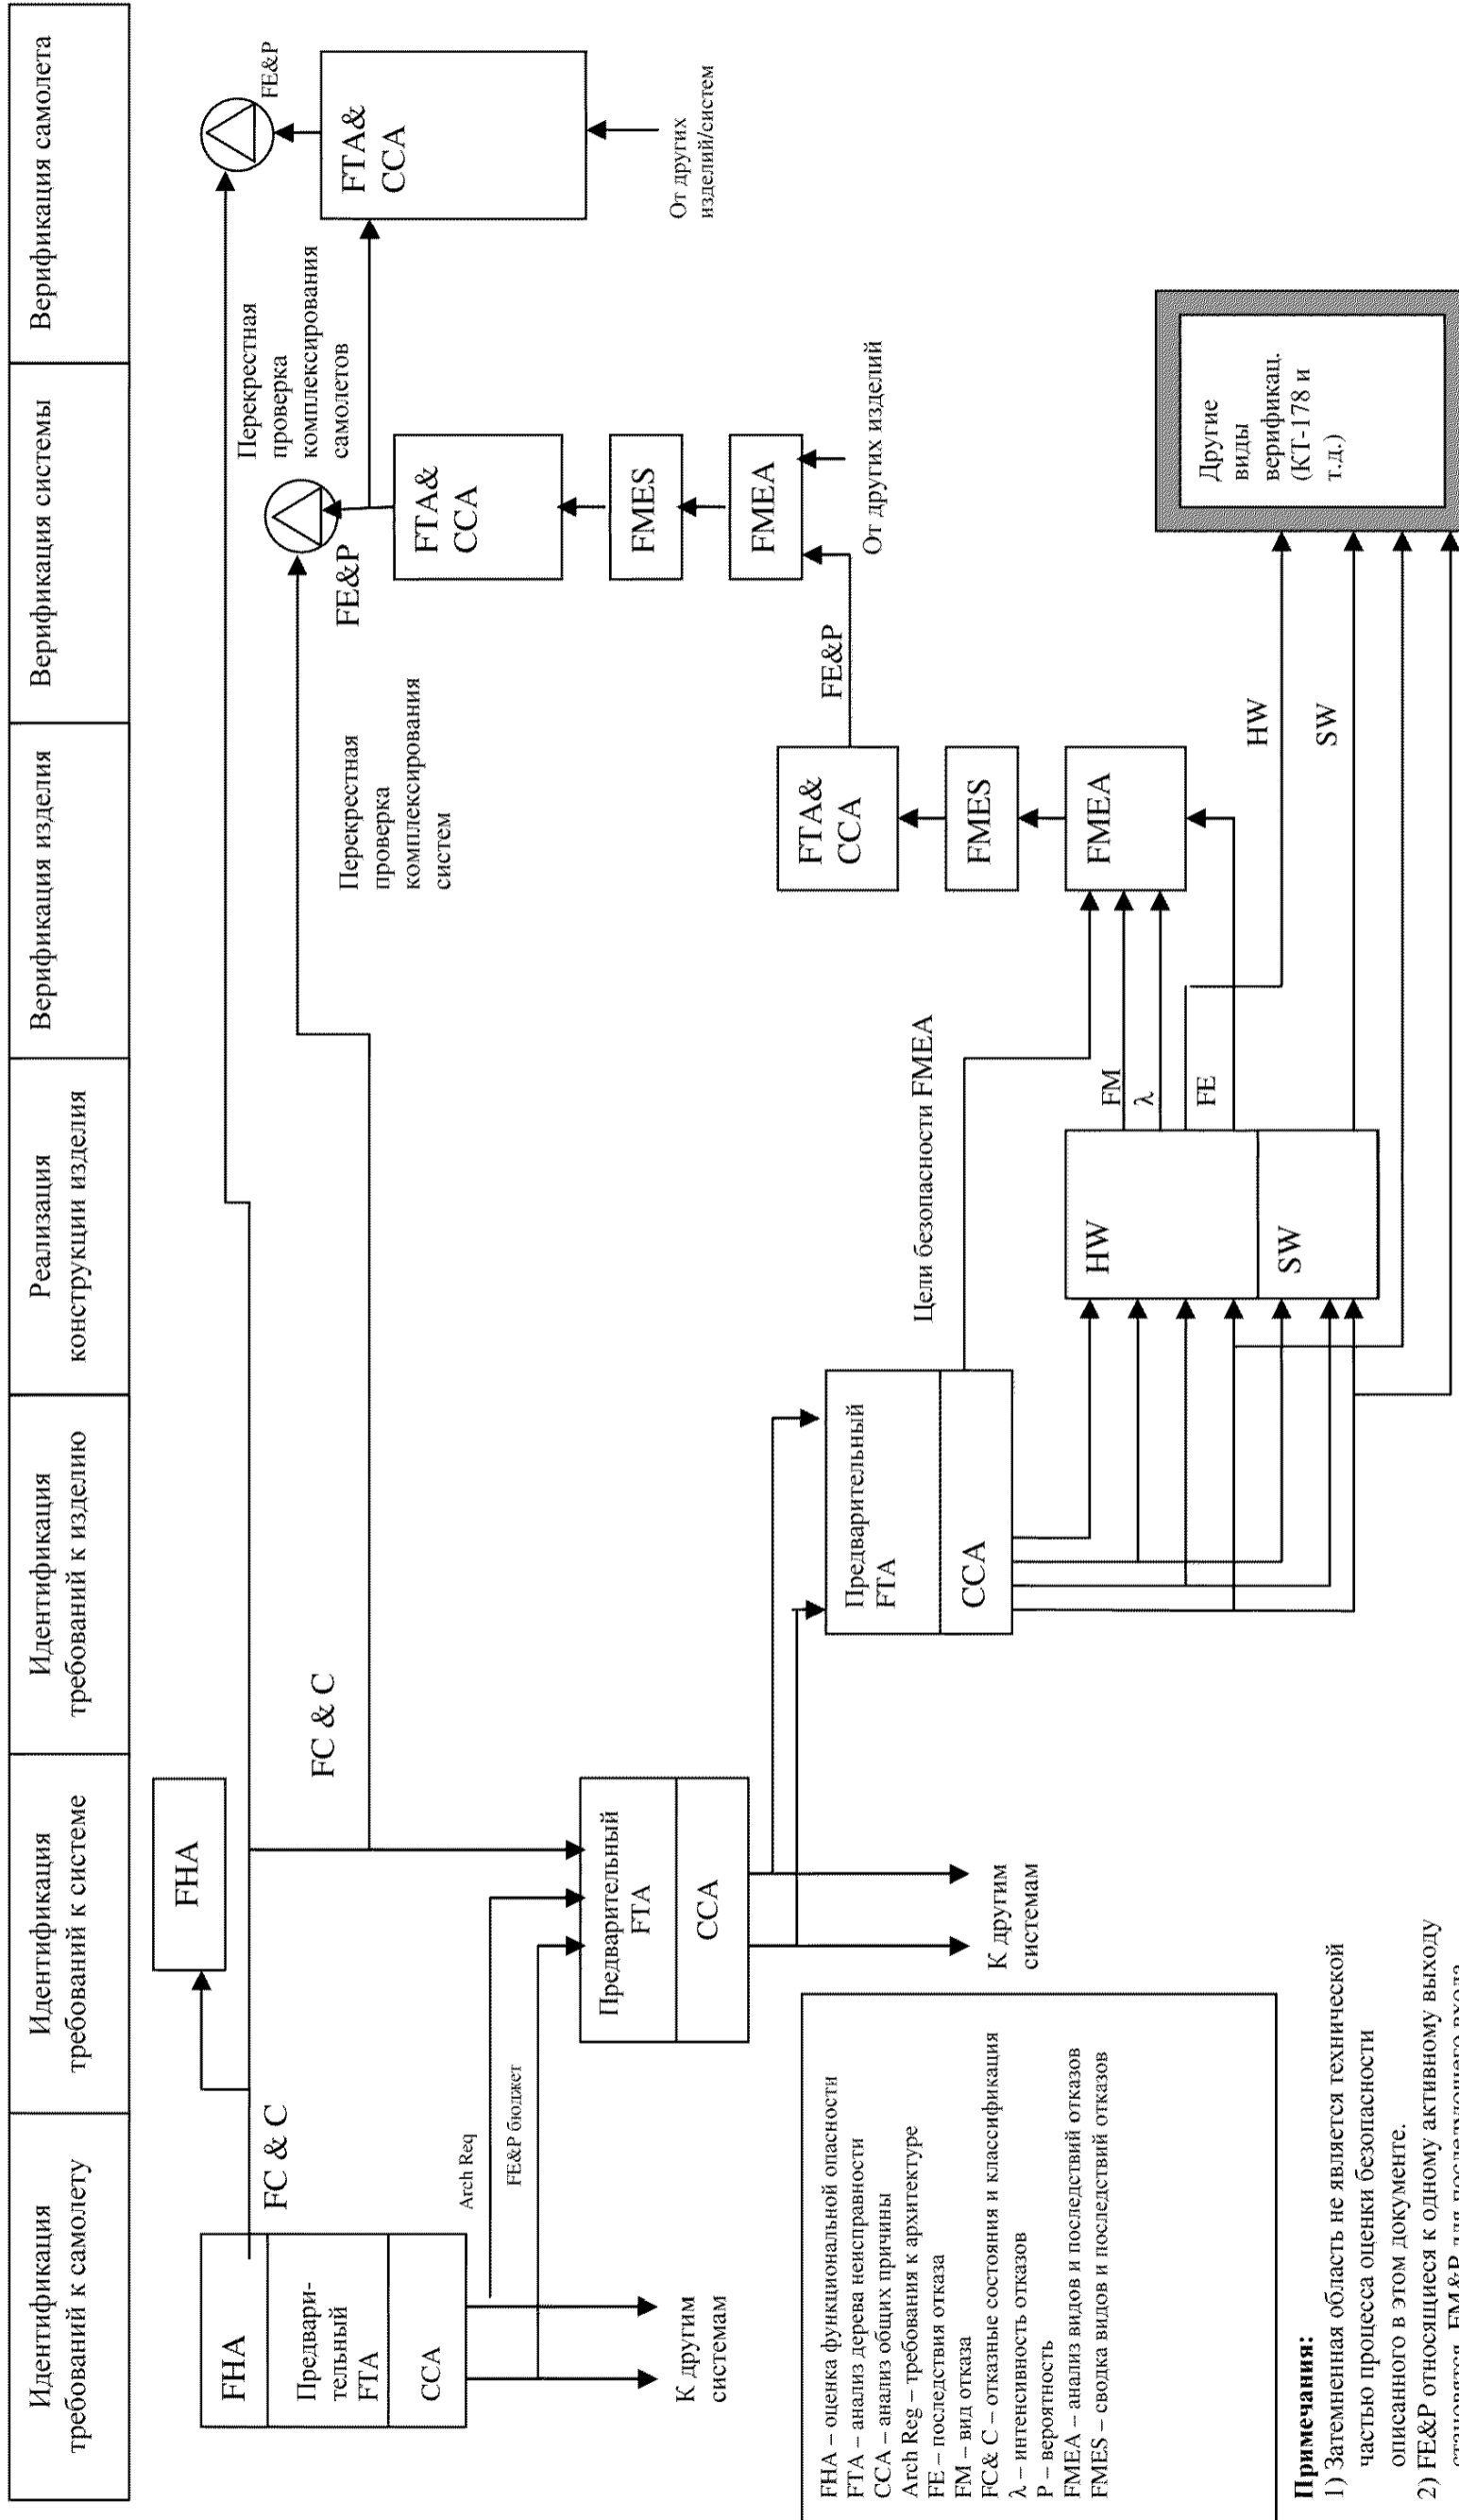 Идентификация
требований к самолету
Идентификация
требований к системе
Идентификация
требований к изделию
Реализация
конструкции изделия
Верификация изделия
Верификация системы
Верификация самолета
FHA
Предвари-
тельный
FTA
CCA
FC & C
Arch Req
FE&P бюджет
К другим
системам
FHA
FC & C
Предварительный
FTA
CCA
К другим
системам
Предварительный
FTA
CCA
Цели безопасности FMEA
HW
SW
FM
λ
FE
FMEA
FMES
FTA&
CCA
FE&P
HW
SW
Перекрестная
проверка
комплексирования
систем
FE&P
FTA&
CCA
FMES
FMEA
От других изделий
Другие
виды
верификац.
(КТ-178 и
т.д.)
Перекрестная
проверка
комплексирования
самолетов
FE&P
FTA&
CCA
От других
изделий/систем
FHA – оценка функциональной опасности
FTA – анализ дерева неисправности
CCA – анализ общих причины
Arch Reg – требования к архитектуре
FE – последствия отказа
FM – вид отказа
FC& C – отказные состояния и классификация
λ – интенсивность отказов
P – вероятность
FMEA – анализ видов и последствий отказов
FMES – сводка видов и последствий отказов
Примечания:
1) Затемненная область не является технической
частью процесса оценки безопасности
описанного в этом документе.
2) FE&P относящиеся к одному активному выходу
становятся FM&P для последующего входа